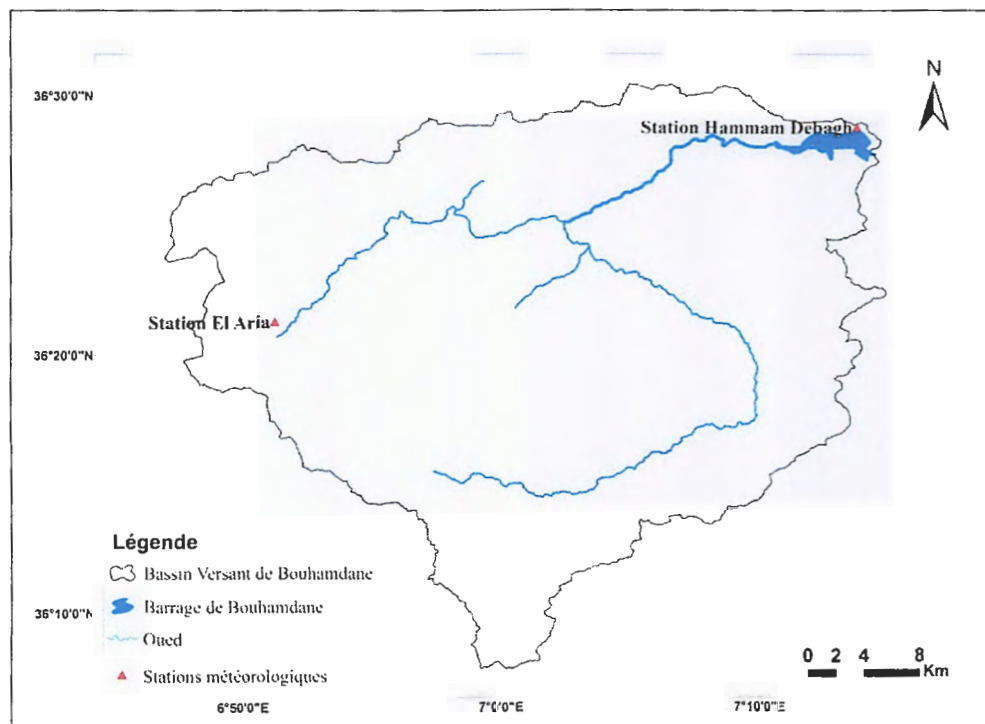 N
36°30'0"N
Station Hammam Debagh
Station El Aria
36°20'0"N
Légende
Bassin Versant de Bouhamdane
Barrage de Bouhamdane
Oued
Stations météorologiques
36°10'0"N
0 2 4 8
Km
6°50'0"E 7°0'0"E 7°10'0"E